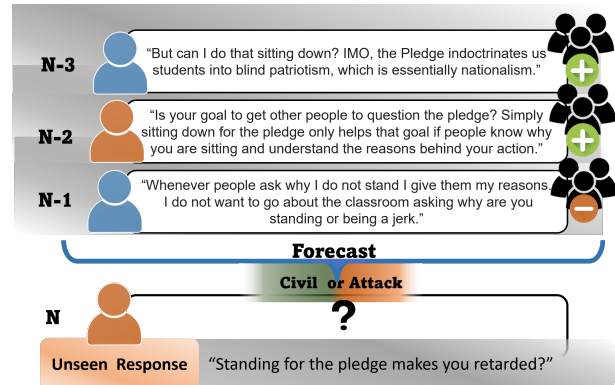 N-3
“But can I do that sitting down? IMO, the Pledge indoctrinates us
students into blind patriotism, which is essentially nationalism.”
N-2
“Is your goal to get other people to question the pledge? Simply
sitting down for the pledge only helps that goal if people know why
you are sitting and understand the reasons behind your action.”
N-1
“Whenever people ask why I do not stand I give them my reasons.
I do not want to go about the classroom asking why are you
standing or being a jerk.”
Forecast
Civil or Attack
?
N
Unseen Response “Standing for the pledge makes you retarded?”